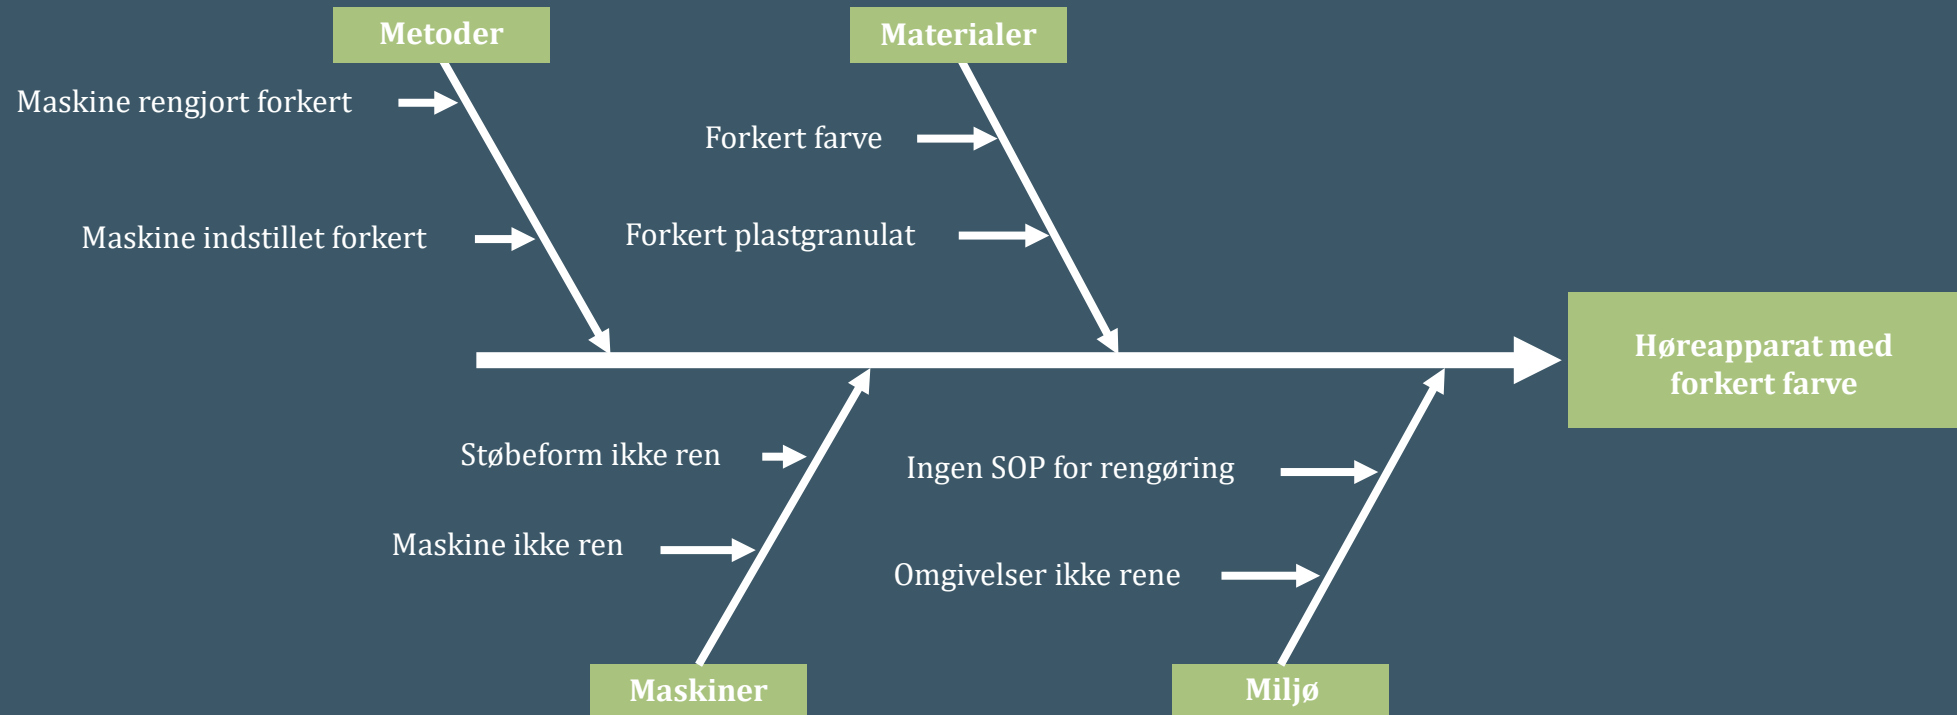 Metoder
Materialer
Maskine rengjort forkert
Forkert farve
Maskine indstillet forkert
Forkert plastgranulat
Høreapparat med
forkert farve
Støbeform ikke ren
Ingen SOP for rengøring
Maskine ikke ren
Omgivelser ikke rene
Maskiner
Miljø